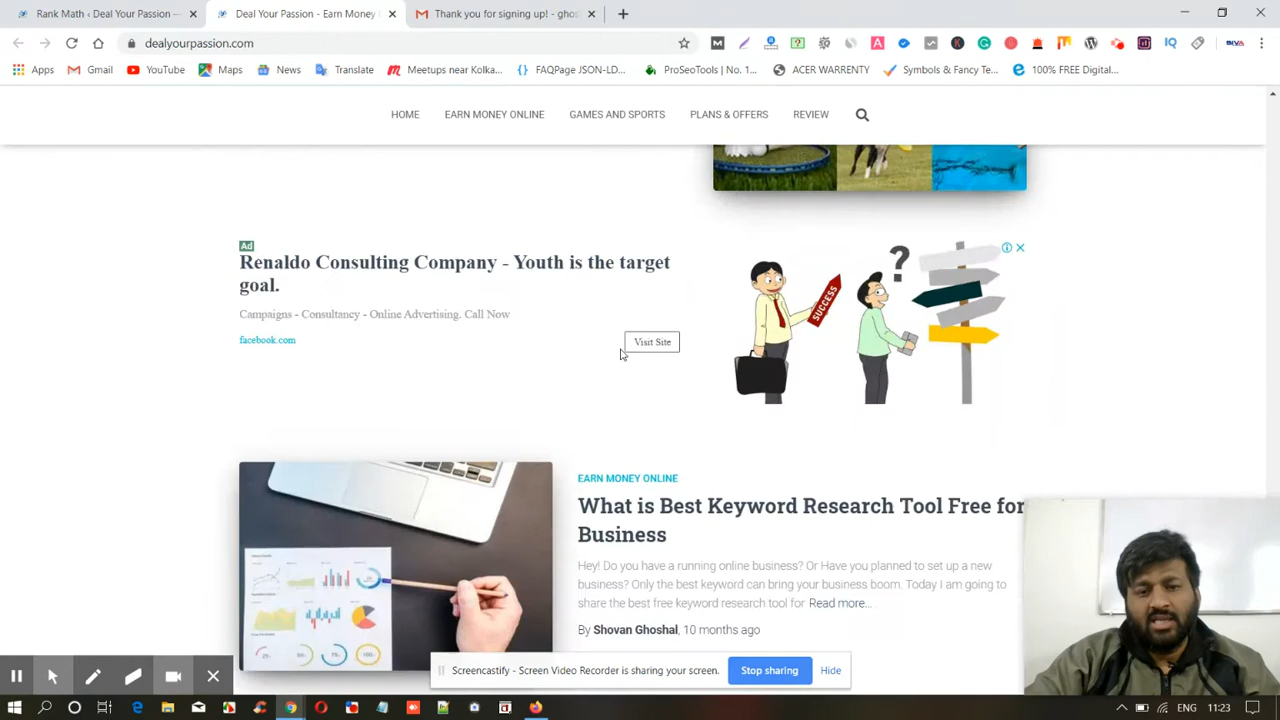 Rank Math ‹ Deal Your Passion —
Deal Your Passion - Earn Money
Thank you for signing up! - ghos
dealyourpassion.com
Apps
Gmail
YouTube
Maps
News
Translate
Meetups near Kolka...
FAQPage JSON-LD...
ProSeoTools | No. 1...
ACER WARRENTY
Symbols & Fancy Te...
100% FREE Digital...
HOME
EARN MONEY ONLINE
GAMES AND SPORTS
PLANS & OFFERS
REVIEW
Ad
Renaldo Consulting Company - Youth is the target
goal.
Campaigns - Consultancy - Online Advertising. Call Now
facebook.com
Visit Site
SUCCESS
?
EARN MONEY ONLINE
What is Best Keyword Research Tool Free for
Business
Hey! Do you have a running online business? Or Have you planned to set up a new
business? Only the best keyword can bring your business boom. Today I am going to
share the best free keyword research tool for Read more...
By Shovan Ghoshal, 10 months ago
Screencastify - Screen Video Recorder is sharing your screen.
Stop sharing
Hide
ENG
11:23